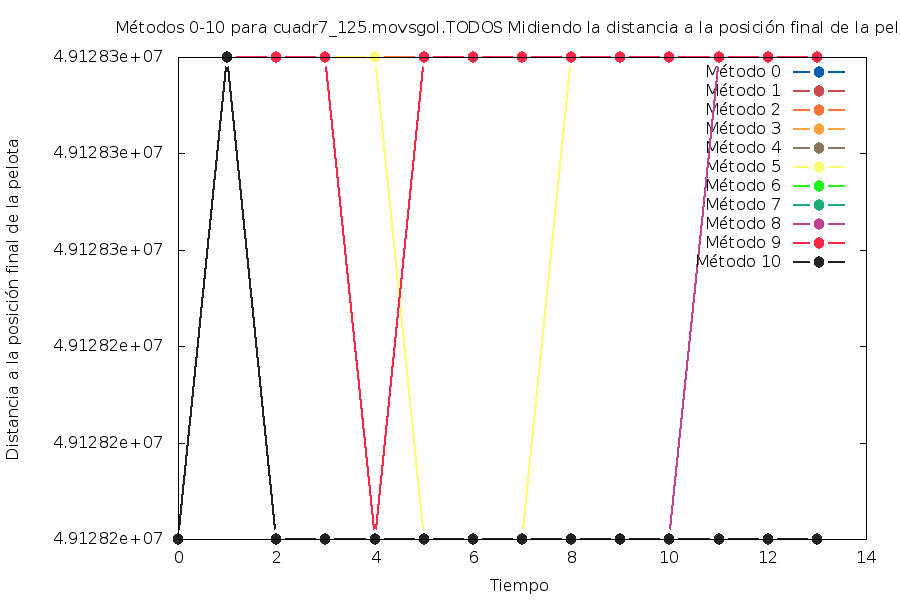 Métodos 0-10 para cuadr7_125.movsgol.TODOS Midiendo la distancia a la posición final de la pel
4.91283e+07
4.91283e+07
4.91283e+07
4.91282e+07
4.91282e+07
4.91282e+07
Distancia a la posición final de la pelota
Método 0
Método 1
Método 2
Método 3
Método 4
Método 5
Método 6
Método 7
Método 8
Método 9
Método 10
0 2 4 6 8 10 12 14
Tiempo